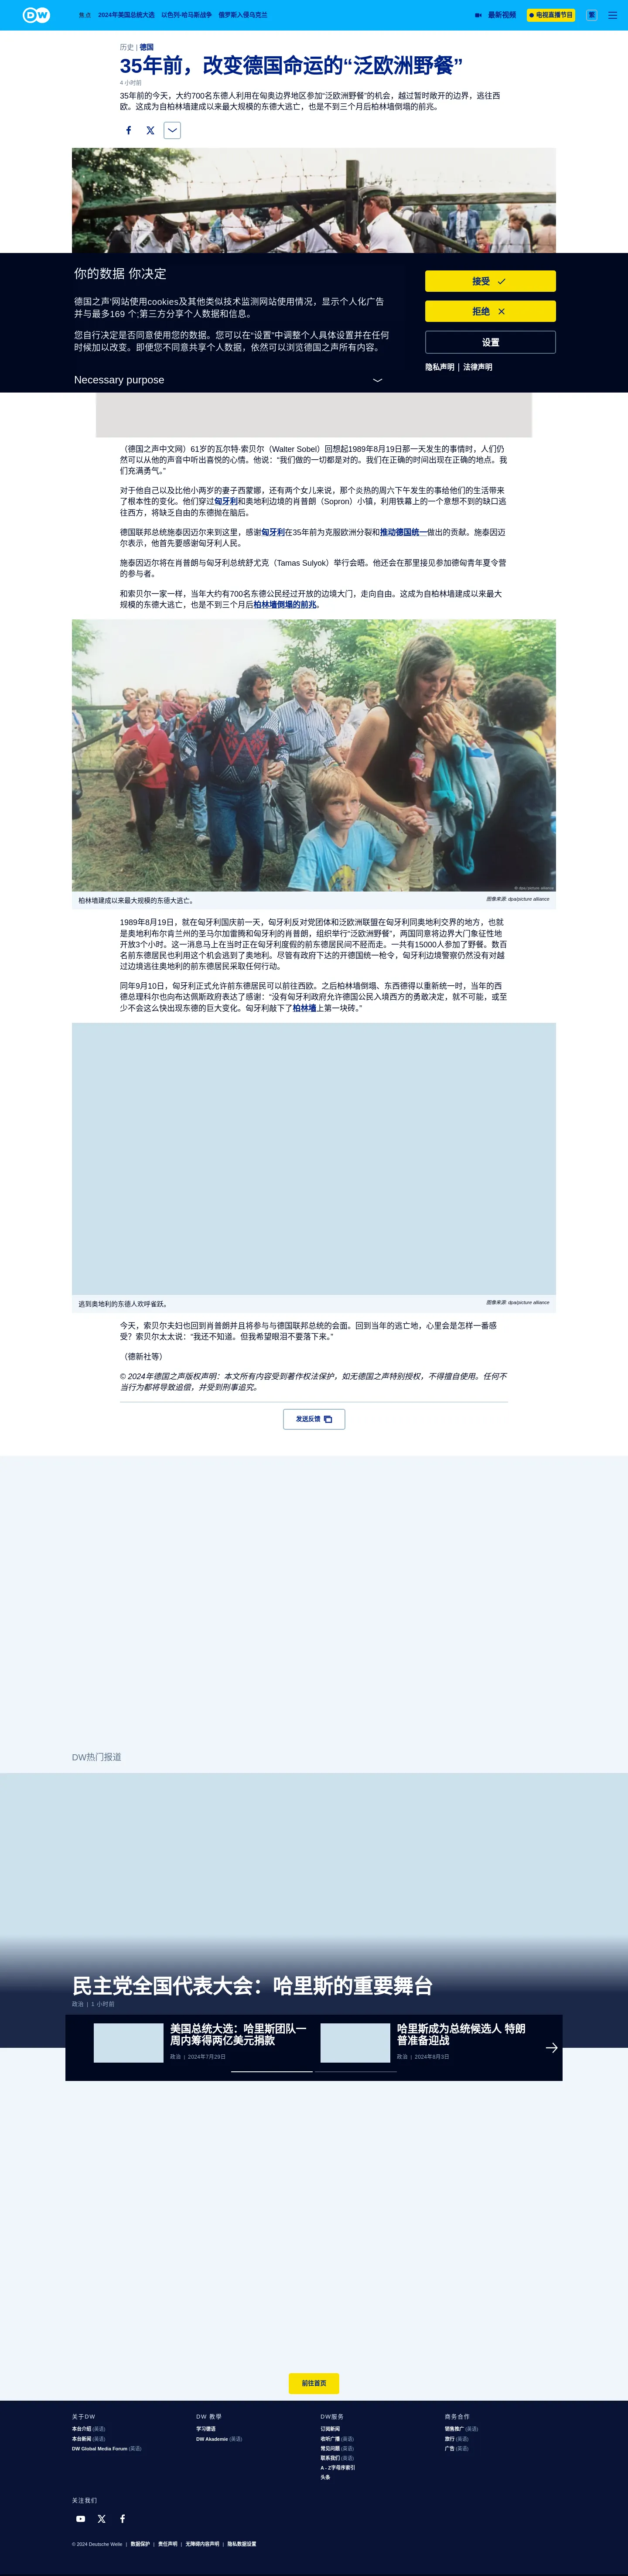 DW
焦点 2024年美国总统大选 以色列-哈马斯战争 俄罗斯入侵乌克兰
最新视频 电视直播节目 繁
历史 | 德国
35年前，改变德国命运的“泛欧洲野餐”
4 小时前
35年前的今天，大约700名东德人利用在匈奥边界地区参加“泛欧洲野餐”的机会，越过暂时敞开的边界，逃往西
欧。这成为自柏林墙建成以来最大规模的东德大逃亡，也是不到三个月后柏林墙倒塌的前兆。
你的数据 你决定
德国之声'网站使用cookies及其他类似技术监测网站使用情况，显示个人化广告
并与最多169 个;第三方分享个人数据和信息。
您自行决定是否同意使用您的数据。您可以在“设置”中调整个人具体设置并在任何
时候加以改变。即便您不同意共享个人数据，依然可以浏览德国之声所有内容。
Necessary purpose
接受
拒绝
设置
隐私声明 | 法律声明
（德国之声中文网）61岁的瓦尔特·索贝尔（Walter Sobel）回想起1989年8月19日那一天发生的事情时，人们仍
然可以从他的声音中听出喜悦的心情。他说：“我们做的一切都是对的。我们在正确的时间出现在正确的地点。我
们充满勇气。”
对于他自己以及比他小两岁的妻子西蒙娜，还有两个女儿来说，那个炎热的周六下午发生的事给他们的生活带来
了根本性的变化。他们穿过匈牙利和奥地利边境的肖普朗（Sopron）小镇，利用铁幕上的一个意想不到的缺口逃
往西方，将缺乏自由的东德抛在脑后。
德国联邦总统施泰因迈尔来到这里，感谢匈牙利在35年前为克服欧洲分裂和推动德国统一做出的贡献。施泰因迈
尔表示，他首先要感谢匈牙利人民。
施泰因迈尔将在肖普朗与匈牙利总统舒尤克（Tamas Sulyok）举行会晤。他还会在那里接见参加德匈青年夏令营
的参与者。
和索贝尔一家一样，当年大约有700名东德公民经过开放的边境大门，走向自由。这成为自柏林墙建成以来最大
规模的东德大逃亡，也是不到三个月后柏林墙倒塌的前兆。
© dpa/ picture-alliance
柏林墙建成以来最大规模的东德大逃亡。
图像来源: dpa/picture alliance
1989年8月19日，就在匈牙利国庆前一天，匈牙利反对党团体和泛欧洲联盟在匈牙利同奥地利交界的地方，也就
是奥地利布尔肯兰州的圣马尔加雷腾和匈牙利的肖普朗，组织举行“泛欧洲野餐”，两国同意将边界大门象征性地
开放3个小时。这一消息马上在当时正在匈牙利度假的前东德居民间不胫而走。一共有15000人参加了野餐。数百
名前东德居民也利用这个机会逃到了奥地利。尽管有政府下达的开德国统一枪令，匈牙利边境警察仍然没有对越
过边境逃往奥地利的前东德居民采取任何行动。
同年9月10日，匈牙利正式允许前东德居民可以前往西欧。之后柏林墙倒塌、东西德得以重新统一时，当年的西
德总理科尔也向布达佩斯政府表达了感谢：“没有匈牙利政府允许德国公民入境西方的勇敢决定，就不可能，或至
少不会这么快出现东德的巨大变化。匈牙利敲下了柏林墙上第一块砖。”
逃到奥地利的东德人欢呼雀跃。
图像来源: dpa/picture alliance
今天，索贝尔夫妇也回到肖普朗并且将参与与德国联邦总统的会面。回到当年的逃亡地，心里会是怎样一番感
受？索贝尔太太说：“我还不知道。但我希望眼泪不要落下来。”
（德新社等）
© 2024年德国之声版权声明：本文所有内容受到著作权法保护，如无德国之声特别授权，不得擅自使用。任何不
当行为都将导致追偿，并受到刑事追究。
发送反馈
DW热门报道
民主党全国代表大会：哈里斯的重要舞台
政治 | 1 小时前
美国总统大选：哈里斯团队一
周内筹得两亿美元捐款
政治 | 2024年7月29日
哈里斯成为总统候选人 特朗
普准备迎战
政治 | 2024年8月3日
前往首页
关于DW
本台介绍 (英语)
本台新闻 (英语)
DW Global Media Forum (英语)
DW 教學
学习德语
DW Akademie (英语)
DW服务
订阅新闻
收听广播 (英语)
常见问题 (英语)
联系我们 (英语)
A - Z字母序索引
头条
商务合作
销售推广 (英语)
旅行 (英语)
广告 (英语)
关注我们
© 2024 Deutsche Welle | 数据保护 | 责任声明 | 无障碍内容声明 | 隐私数据设置